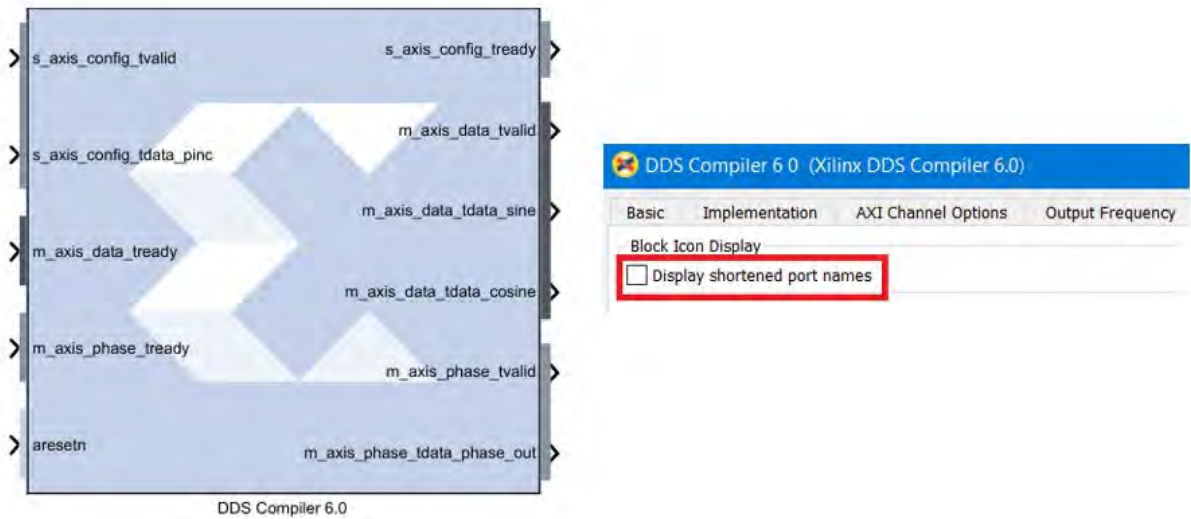 s_axis_config_tvalid
s_axis_config_tdata_pinc
m_axis_data_tready
m_axis_phase_tready
aresetn
s_axis_config_tready
m_axis_data_tvalid
m_axis_data_tdata_sine
m_axis_data_tdata_cosine
m_axis_phase_tvalid
m_axis_phase_tdata_phase_out
DDS Compiler 6.0
DDS Compiler 6 0 (Xilinx DDS Compiler 6.0)
Basic Implementation AXI Channel Options Output Frequency
Block Icon Display
Display shortened port names